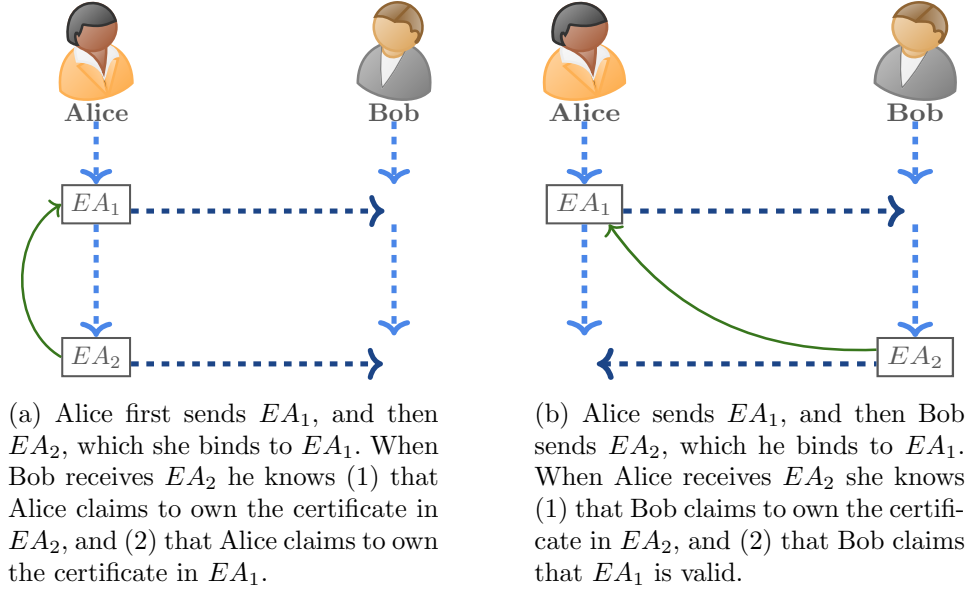 Alice
Bob
EA1
EA2
(a) Alice first sends EA1, and then
EA2, which she binds to EA1. When
Bob receives EA2 he knows (1) that
Alice claims to own the certificate in
EA2, and (2) that Alice claims to own
the certificate in EA1.
Alice
Bob
EA1
EA2
(b) Alice sends EA1, and then Bob
sends EA2, which he binds to EA1.
When Alice receives EA2 she knows
(1) that Bob claims to own the certifi-
cate in EA2, and (2) that Bob claims
that EA1 is valid.